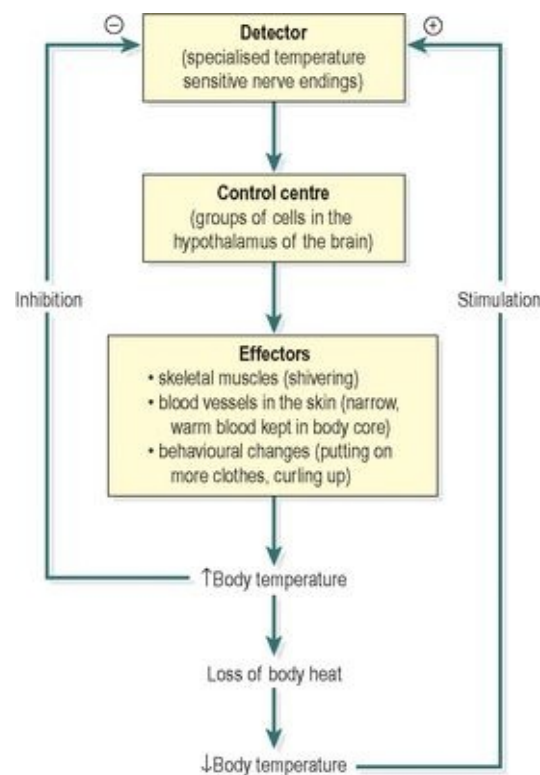 ⊖
⊕
Detector
(specialised temperature
sensitive nerve endings)
Control centre
(groups of cells in the
hypothalamus of the brain)
Inhibition
Stimulation
Effectors
• skeletal muscles (shivering)
• blood vessels in the skin (narrow,
warm blood kept in body core)
• behavioural changes (putting on
more clothes, curling up)
↑Body temperature
Loss of body heat
↓Body temperature